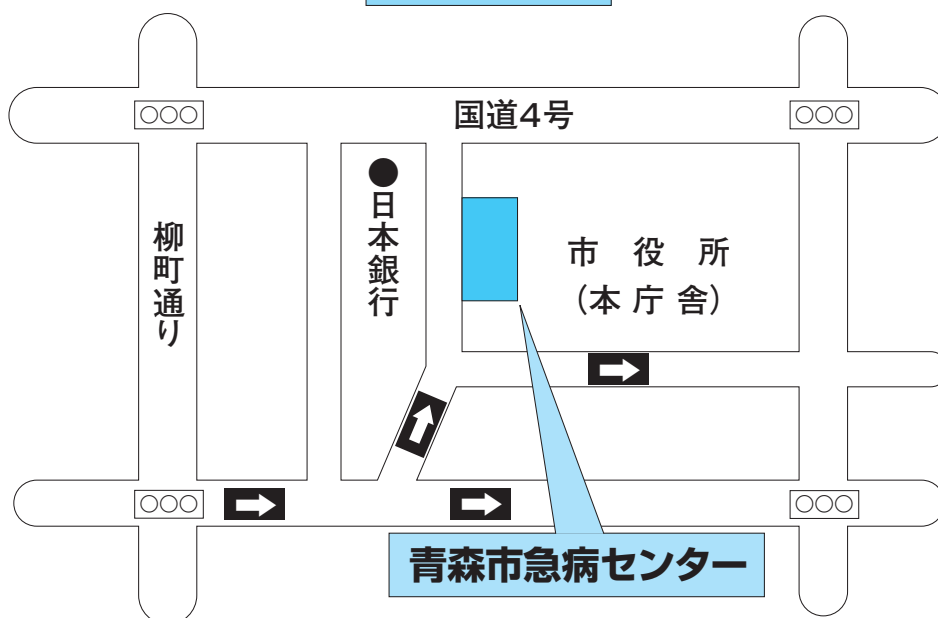 国道4号
柳町通り
日本銀行
市役所
（本庁舎）
青森市急病センター